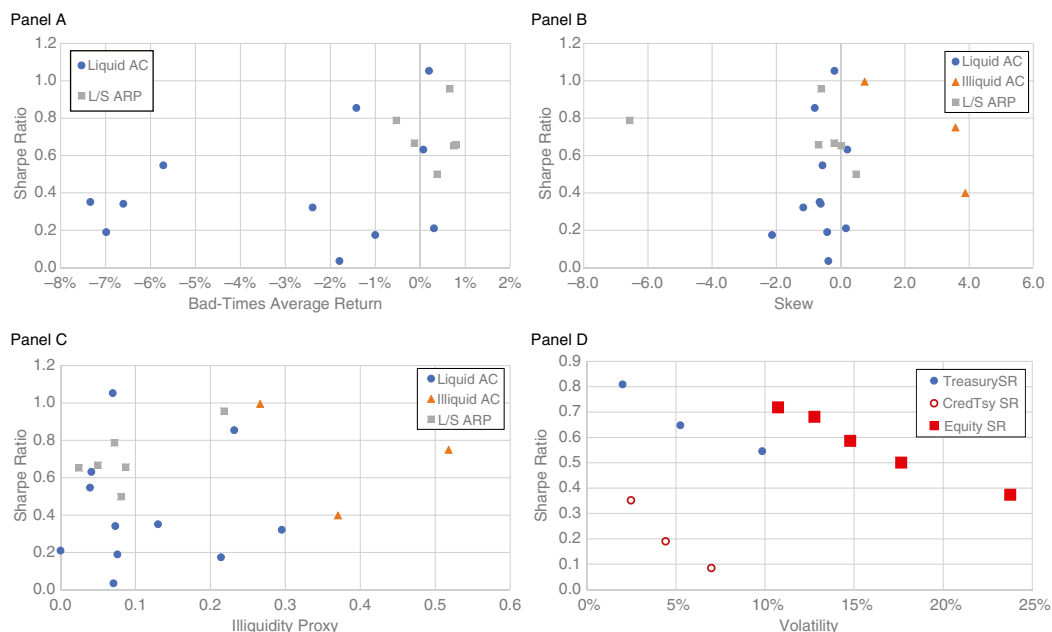 Panel A
1.2
1.0
0.8
0.6
0.4
0.2
0.0
Sharpe Ratio
Liquid AC
L/S ARP
–8% –7% –6% –5% –4% –3% –2% –1% 0% 1% 2%
Bad-Times Average Return
Panel B
1.2
1.0
0.8
0.6
0.4
0.2
0.0
Sharpe Ratio
Liquid AC
Illiquid AC
L/S ARP
–8.0 –6.0 –4.0 –2.0 0.0 2.0 4.0 6.0
Skew
Panel C
1.2
1.0
0.8
0.6
0.4
0.2
0.0
Sharpe Ratio
Liquid AC
Illiquid AC
L/S ARP
0.0 0.1 0.2 0.3 0.4 0.5 0.6
Illiquidity Proxy
Panel D
0.9
0.8
0.7
0.6
0.5
0.4
0.3
0.2
0.1
0.0
Sharpe Ratio
TreasurySR
CredTsy SR
Equity SR
0% 5% 10% 15% 20% 25%
Volatility